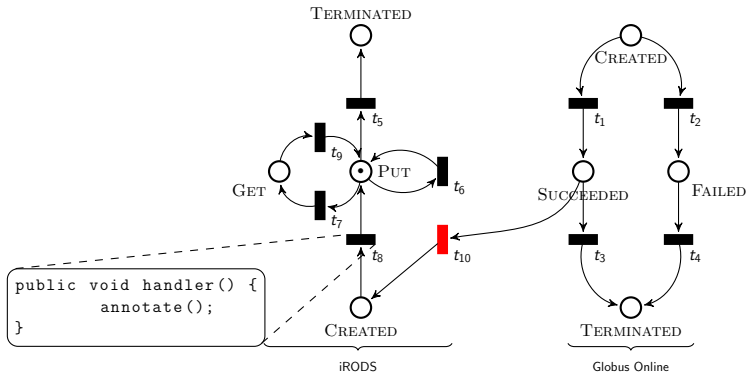 TERMINATED
CREATED
t5
t1
t2
t9
GET
PUT
t6
SUCCEEDED
FAILED
t7
t8
t10
t3
t4
public void handler() {
annotate();
}
CREATED
TERMINATED
iRODS
Globus Online